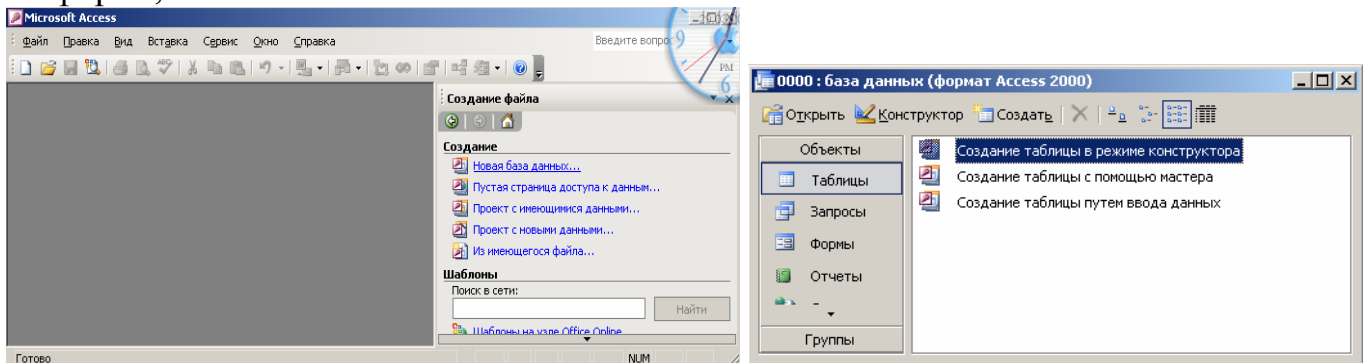 Microsoft Access
Файл Правка Вид Вставка Сервис Окно Справка Введите вопрос
9
PM
6
Создание файла
Создание
Новая база данных...
Пустая страница доступа к данным...
Проект с имеющимися данными...
Проект с новыми данными...
Из имеющегося файла...
Шаблоны
Поиск в сети:
Найти
Шаблоны на узле Office Online
Готово NUM
0000 : база данных (формат Access 2000)
Открыть Конструктор Создать
Объекты
Таблицы
Запросы
Формы
Отчеты
Группы
Создание таблицы в режиме конструктора
Создание таблицы с помощью мастера
Создание таблицы путем ввода данных